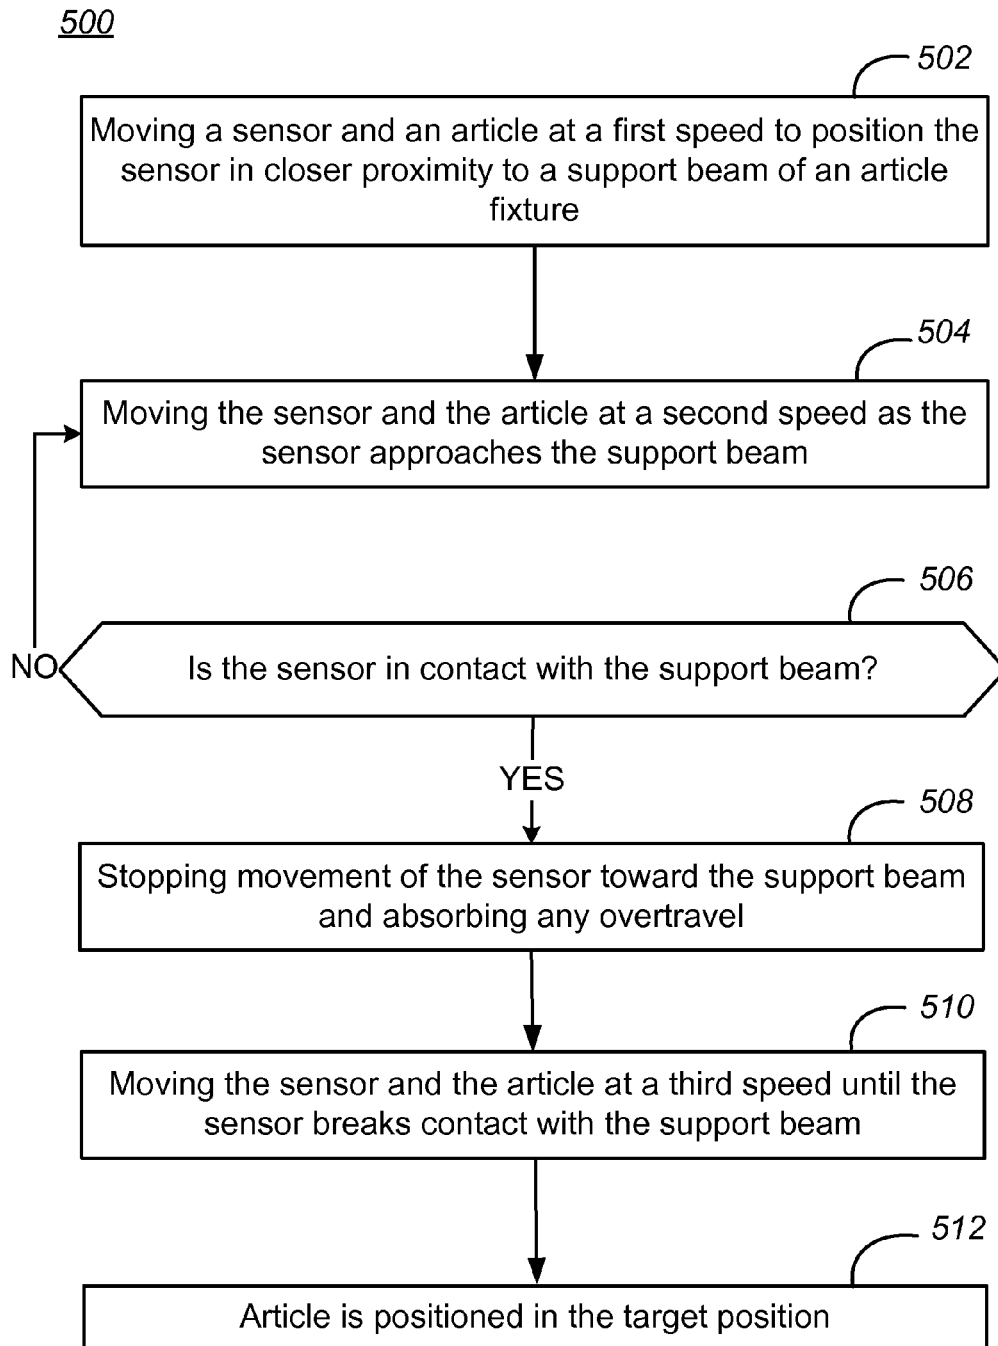 500
502
Moving a sensor and an article at a first speed to position the
sensor in closer proximity to a support beam of an article
fixture
504
Moving the sensor and the article at a second speed as the
sensor approaches the support beam
506
NO
Is the sensor in contact with the support beam?
YES
508
Stopping movement of the sensor toward the support beam
and absorbing any overtravel
510
Moving the sensor and the article at a third speed until the
sensor breaks contact with the support beam
512
Article is positioned in the target position